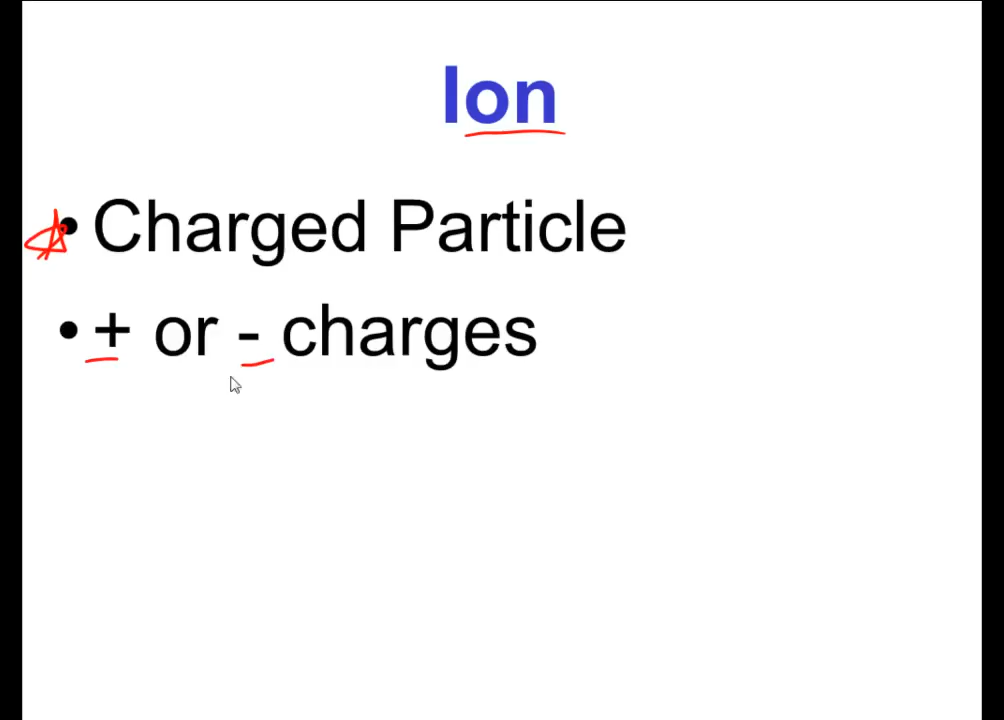 Ion
• Charged Particle
• + or - charges